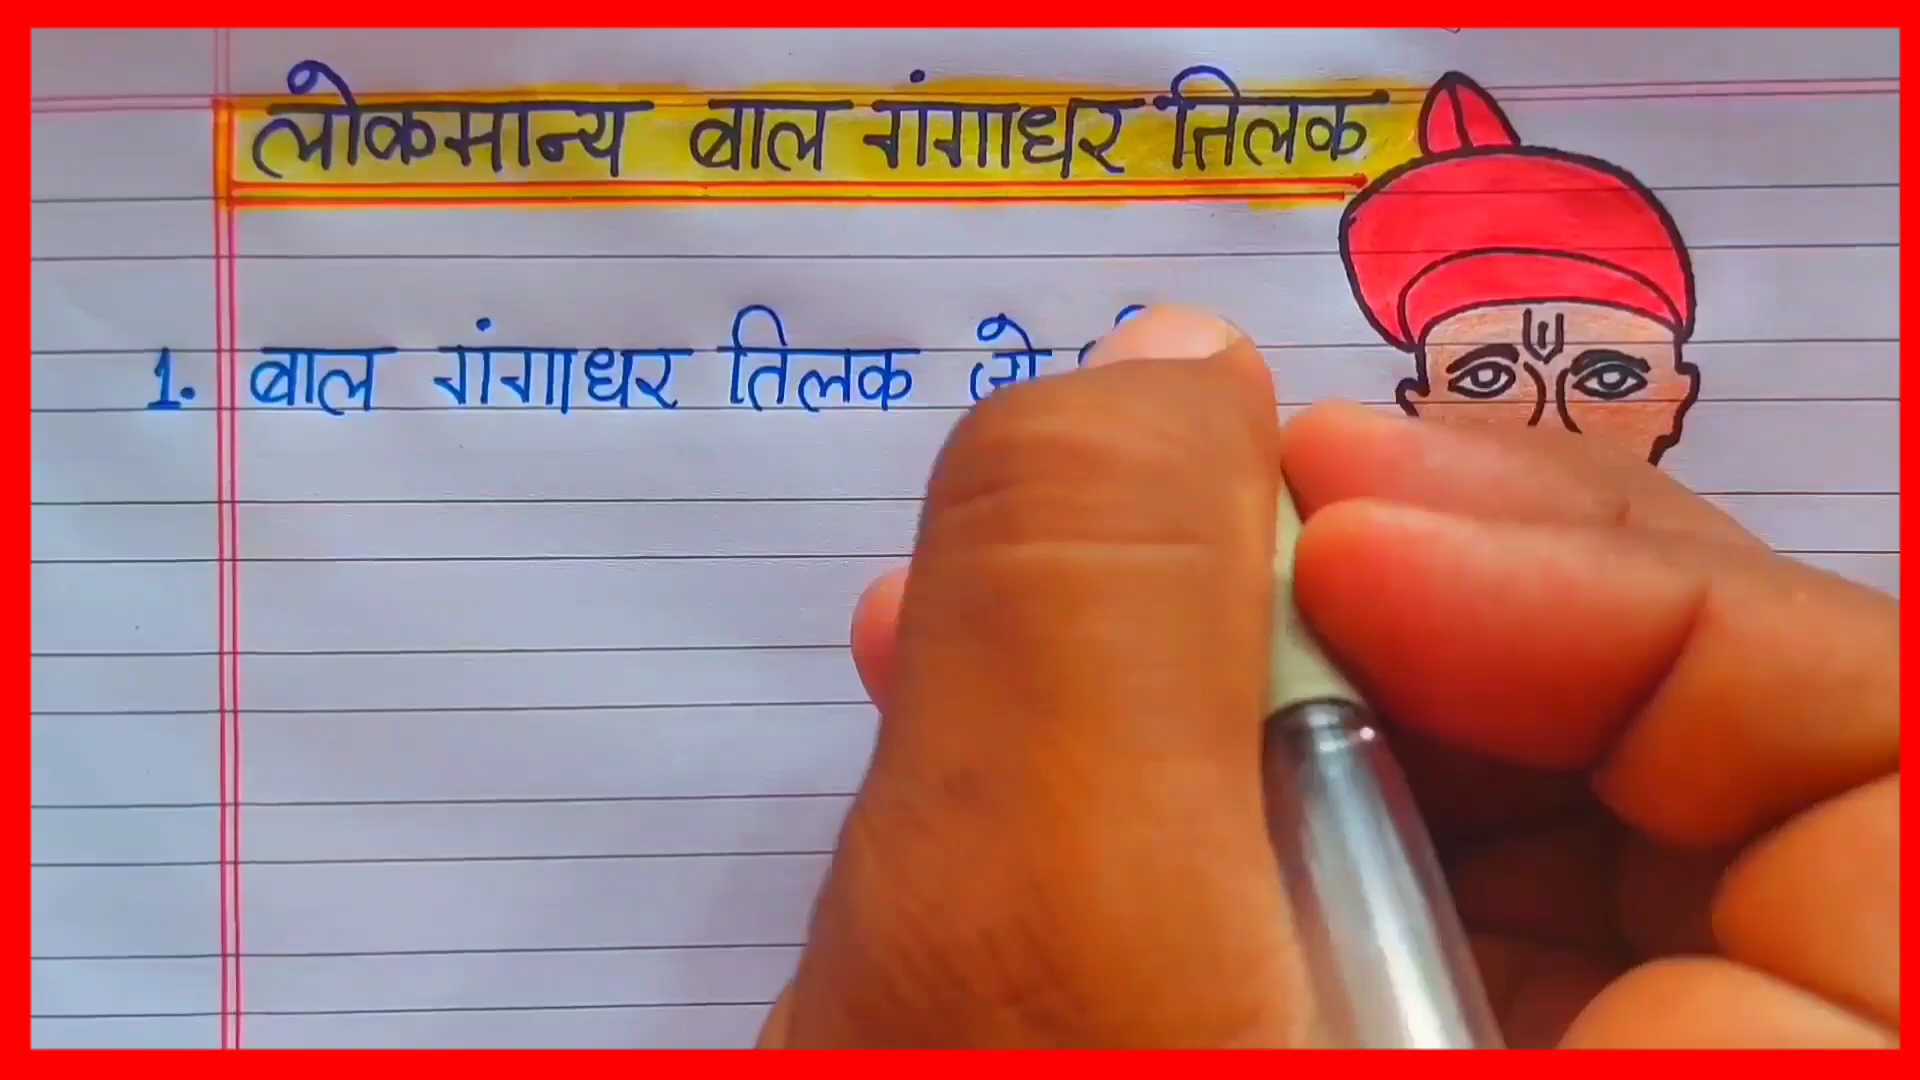 लोकमान्य बाल गंगाधर तिलक
1. बाल गंगाधर तिलक जी